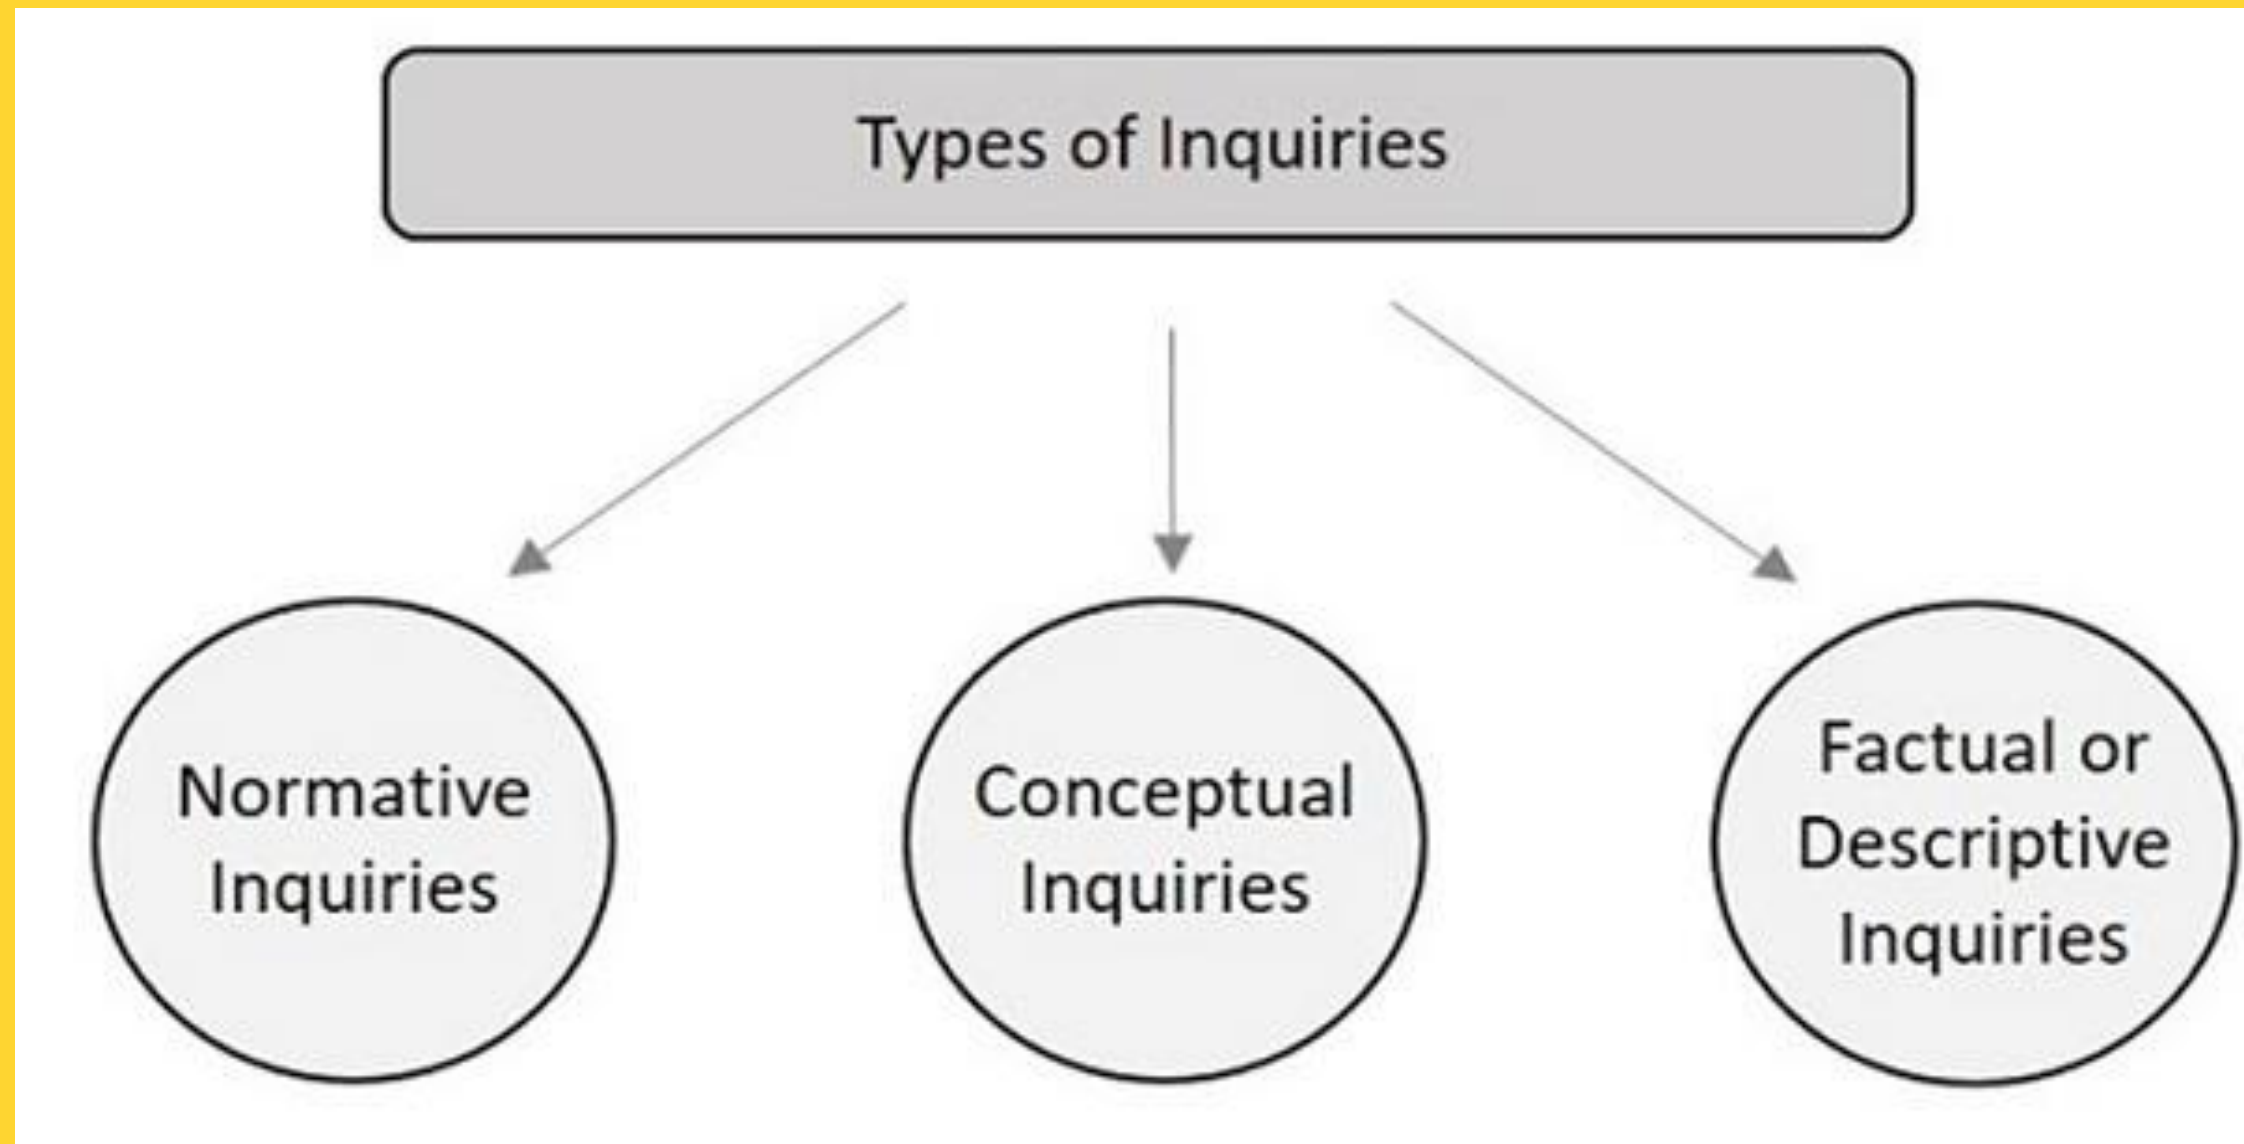 Types of Inquiries
Normative
Inquiries
Conceptual
Inquiries
Factual or
Descriptive
Inquiries